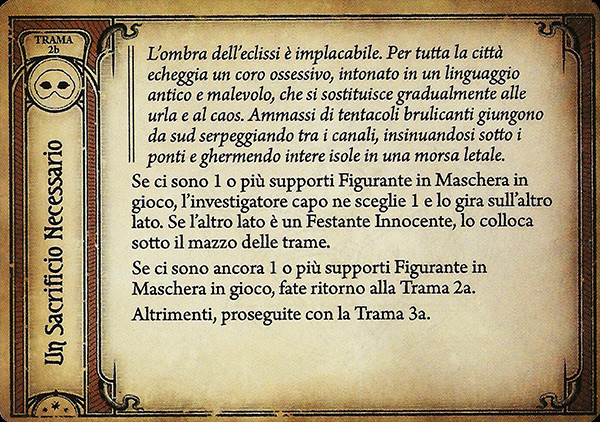 TRAMA
2b
Un Sacrificio Necessario
L'ombra dell'eclissi è implacabile. Per tutta la città
echeggia un coro ossessivo, intonato in un linguaggio
antico e malevolo, che si sostituisce gradualmente alle
urla e al caos. Ammassi di tentacoli brulicanti giungono
da sud serpeggiando tra i canali, insinuandosi sotto i
ponti e ghermendo intere isole in una morsa letale.
Se ci sono 1 o più supporti Figurante in Maschera in
gioco, l'investigatore capo ne sceglie 1 e lo gira sull'altro
lato. Se l'altro lato è un Festante Innocente, lo colloca
sotto il mazzo delle trame.
Se ci sono ancora 1 o più supporti Figurante in
Maschera in gioco, fate ritorno alla Trama 2a.
Altrimenti, proseguite con la Trama 3a.